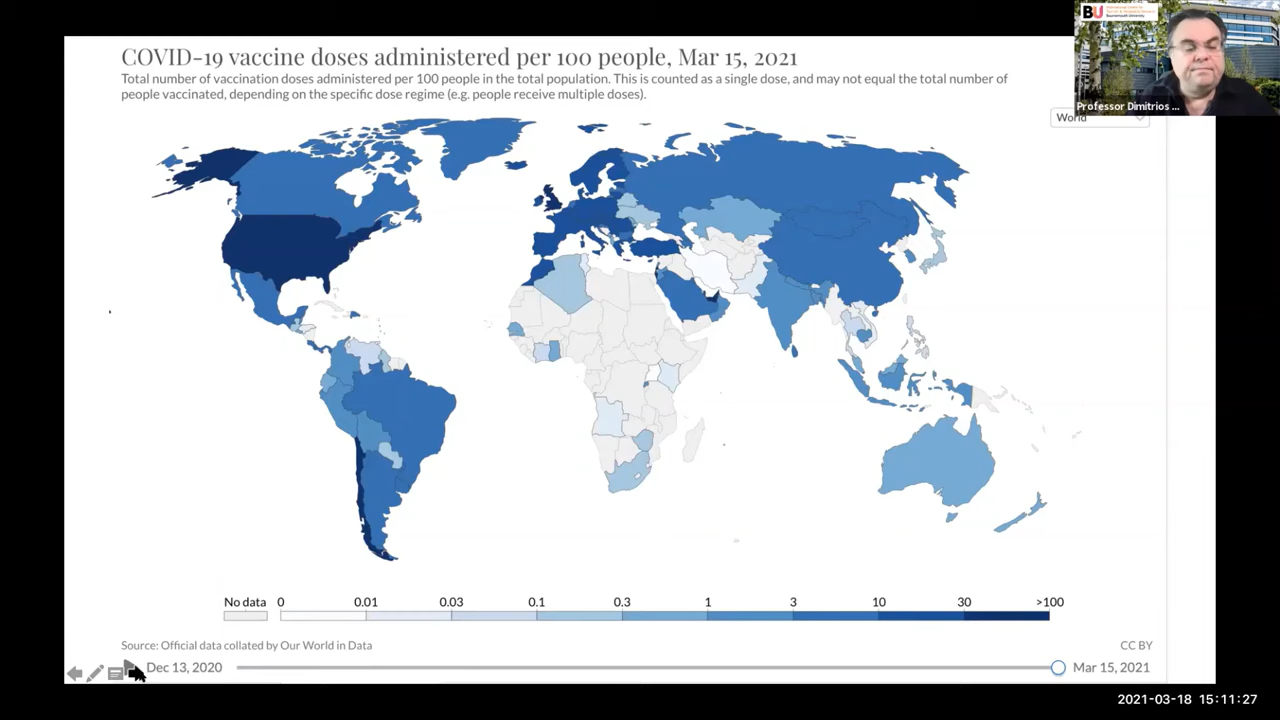 COVID-19 vaccine doses administered per 100 people, Mar 15, 2021
Total number of vaccination doses administered per 100 people in the total population. This is counted as a single dose, and may not equal the total number of
people vaccinated, depending on the specific dose regime (e.g. people receive multiple doses).
BU
Bournemouth University
Professor Dimitrios ...
World
No data 0 0.01 0.03 0.1 0.3 1 3 10 30 >100
Source: Official data collated by Our World in Data CC BY
Dec 13, 2020 Mar 15, 2021
2021-03-18 15:11:27